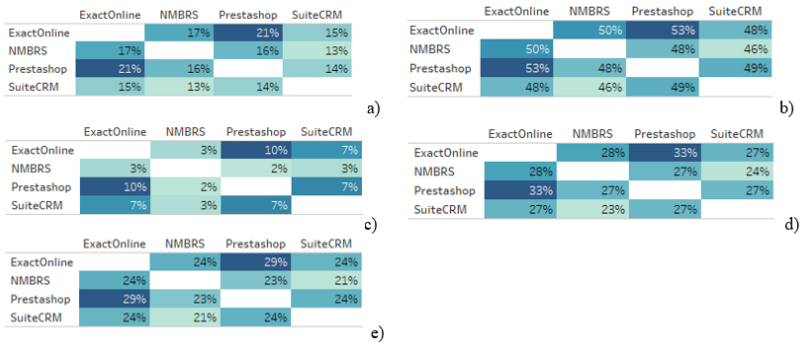 ExactOnline NMBRS Prestashop SuiteCRM
ExactOnline 17% 21% 15%
NMBRS 17% 16% 13%
Prestashop 21% 16% 14%
SuiteCRM 15% 13% 14%
a)
ExactOnline NMBRS Prestashop SuiteCRM
ExactOnline 50% 53% 48%
NMBRS 50% 48% 46%
Prestashop 53% 48% 49%
SuiteCRM 48% 46% 49%
b)
ExactOnline NMBRS Prestashop SuiteCRM
ExactOnline 3% 10% 7%
NMBRS 3% 2% 3%
Prestashop 10% 2% 7%
SuiteCRM 7% 3% 7%
c)
ExactOnline NMBRS Prestashop SuiteCRM
ExactOnline 28% 33% 27%
NMBRS 28% 27% 24%
Prestashop 33% 27% 27%
SuiteCRM 27% 23% 27%
d)
ExactOnline NMBRS Prestashop SuiteCRM
ExactOnline 24% 29% 24%
NMBRS 24% 23% 21%
Prestashop 29% 23% 24%
SuiteCRM 24% 21% 24%
e)